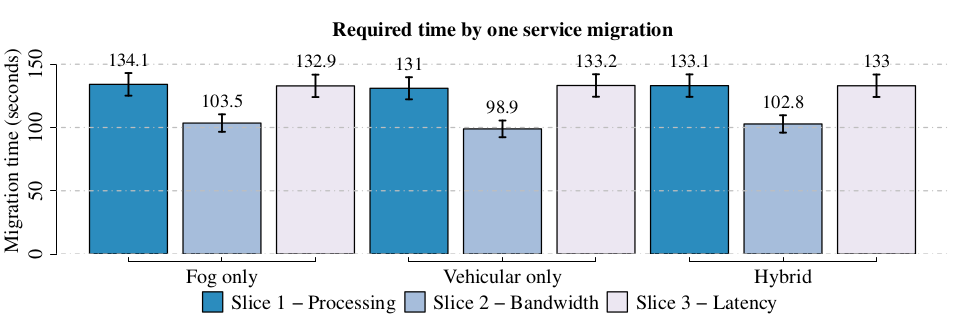 Required time by one service migration
Migration time (seconds)
150
100
50
0
134.1
103.5
132.9
131
98.9
133.2
133.1
102.8
133
Fog only
Vehicular only
Hybrid
Slice 1 – Processing
Slice 2 – Bandwidth
Slice 3 – Latency